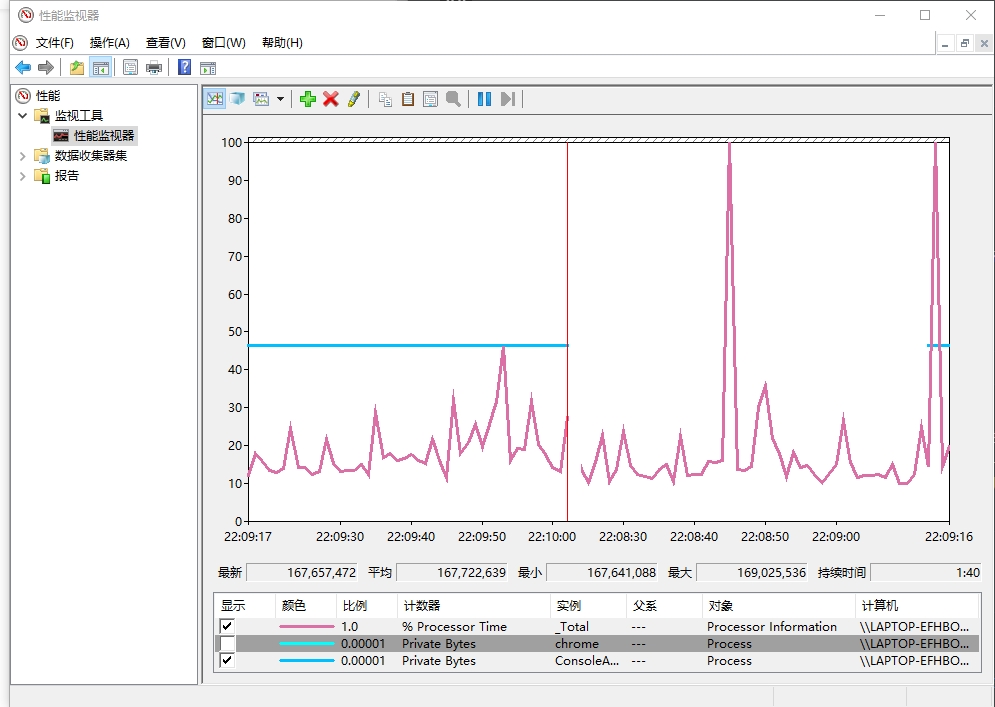 性能监视器
文件(F) 操作(A) 查看(V) 窗口(W) 帮助(H)
性能
监视工具
性能监视器
数据收集器集
报告
100
90
80
70
60
50
40
30
20
10
0
22:09:17 22:09:30 22:09:40 22:09:50 22:10:00 22:08:30 22:08:40 22:08:50 22:09:00 22:09:16
最新 167,657,472 平均 167,722,639 最小 167,641,088 最大 169,025,536 持续时间 1:40
显示 颜色 比例 计数器 实例 父系 对象 计算机
1.0 % Processor Time _Total --- Processor Information \\LAPTOP-EFHBO...
0.00001 Private Bytes chrome --- Process \\LAPTOP-EFHBO...
0.00001 Private Bytes ConsoleA... --- Process \\LAPTOP-EFHBO...